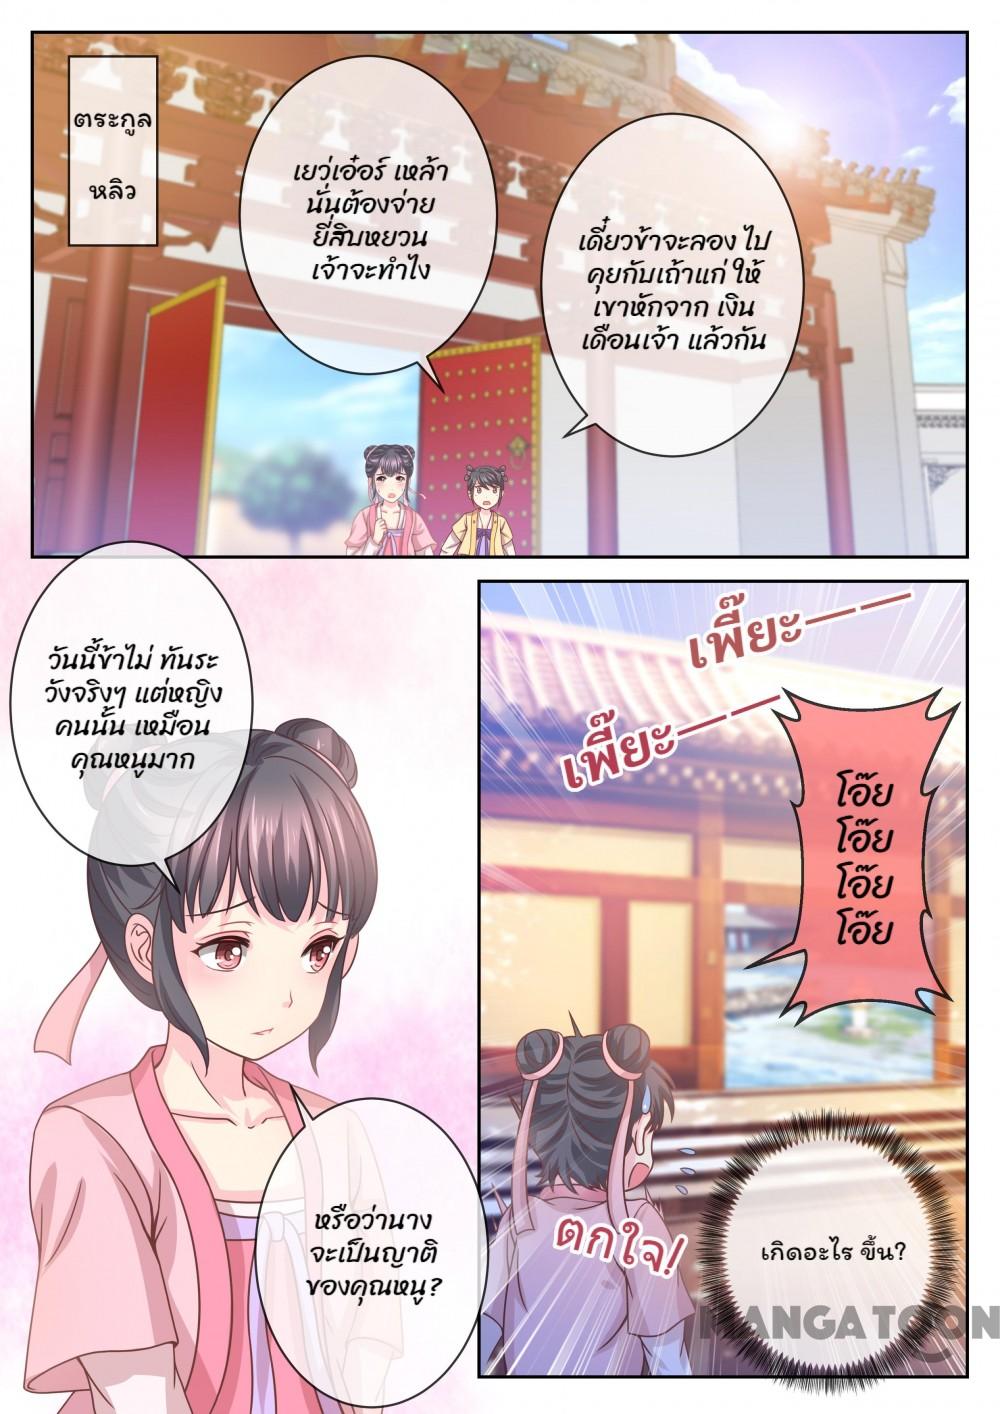 ตระกูล
หลิว
เยว่เอ๋อร์ เหล้า
นั่นต้องจ่าย
ยี่สิบหยวน
เจ้าจะทำไง
เดี๋ยวข้าจะลอง ไป
คุยกับเถ้าแก่ ให้
เขาหักจาก เงิน
เดือนเจ้า แล้วกัน
วันนี้ข้าไม่ ทันระ
วังจริงๆ แต่หญิง
คนนั้น เหมือน
คุณหนูมาก
หรือว่านาง
จะเป็นญาติ
ของคุณหนู?
เพี๊ยะ——
เพี๊ยะ——
โอ๊ย
โอ๊ย
โอ๊ย
โอ๊ย
ตกใจ!
เกิดอะไร ขึ้น?
MANGATOON